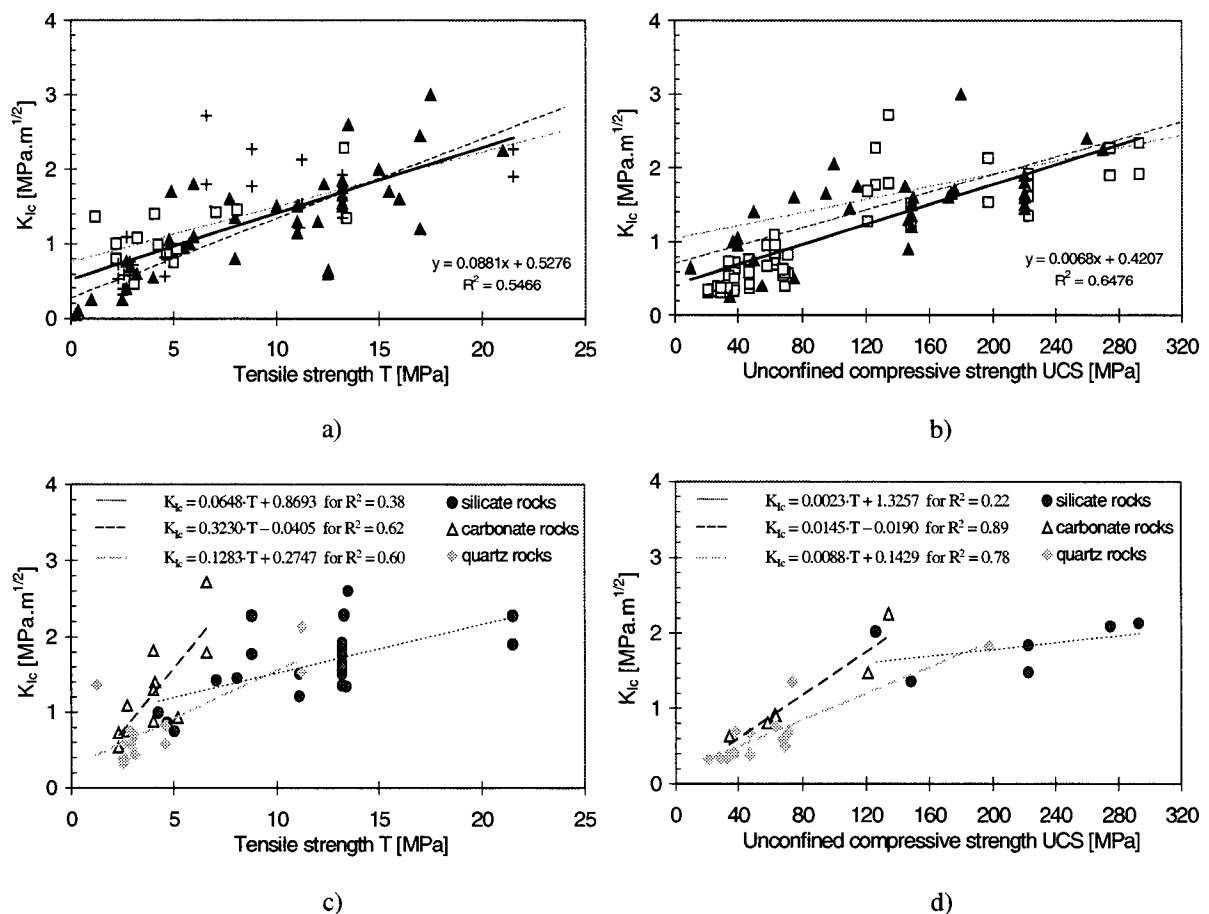 4
3
2
1
0
K_Ic [MPa.m^1/2]
y = 0.0881x + 0.5276
R² = 0.5466
0 5 10 15 20 25
Tensile strength T [MPa]
a)
4
3
2
1
0
K_Ic [MPa.m^1/2]
y = 0.0068x + 0.4207
R² = 0.6476
0 40 80 120 160 200 240 280 320
Unconfined compressive strength UCS [MPa]
b)
4
3
2
1
0
K_Ic [MPa.m^1/2]
K_Ic = 0.0648·T + 0.8693 for R² = 0.38
K_Ic = 0.3230·T − 0.0405 for R² = 0.62
K_Ic = 0.1283·T + 0.2747 for R² = 0.60
silicate rocks
carbonate rocks
quartz rocks
0 5 10 15 20 25
Tensile strength T [MPa]
c)
4
3
2
1
0
K_Ic [MPa.m^1/2]
K_Ic = 0.0023·T + 1.3257 for R² = 0.22
K_Ic = 0.0145·T − 0.0190 for R² = 0.89
K_Ic = 0.0088·T + 0.1429 for R² = 0.78
silicate rocks
carbonate rocks
quartz rocks
0 40 80 120 160 200 240 280 320
Unconfined compressive strength UCS [MPa]
d)